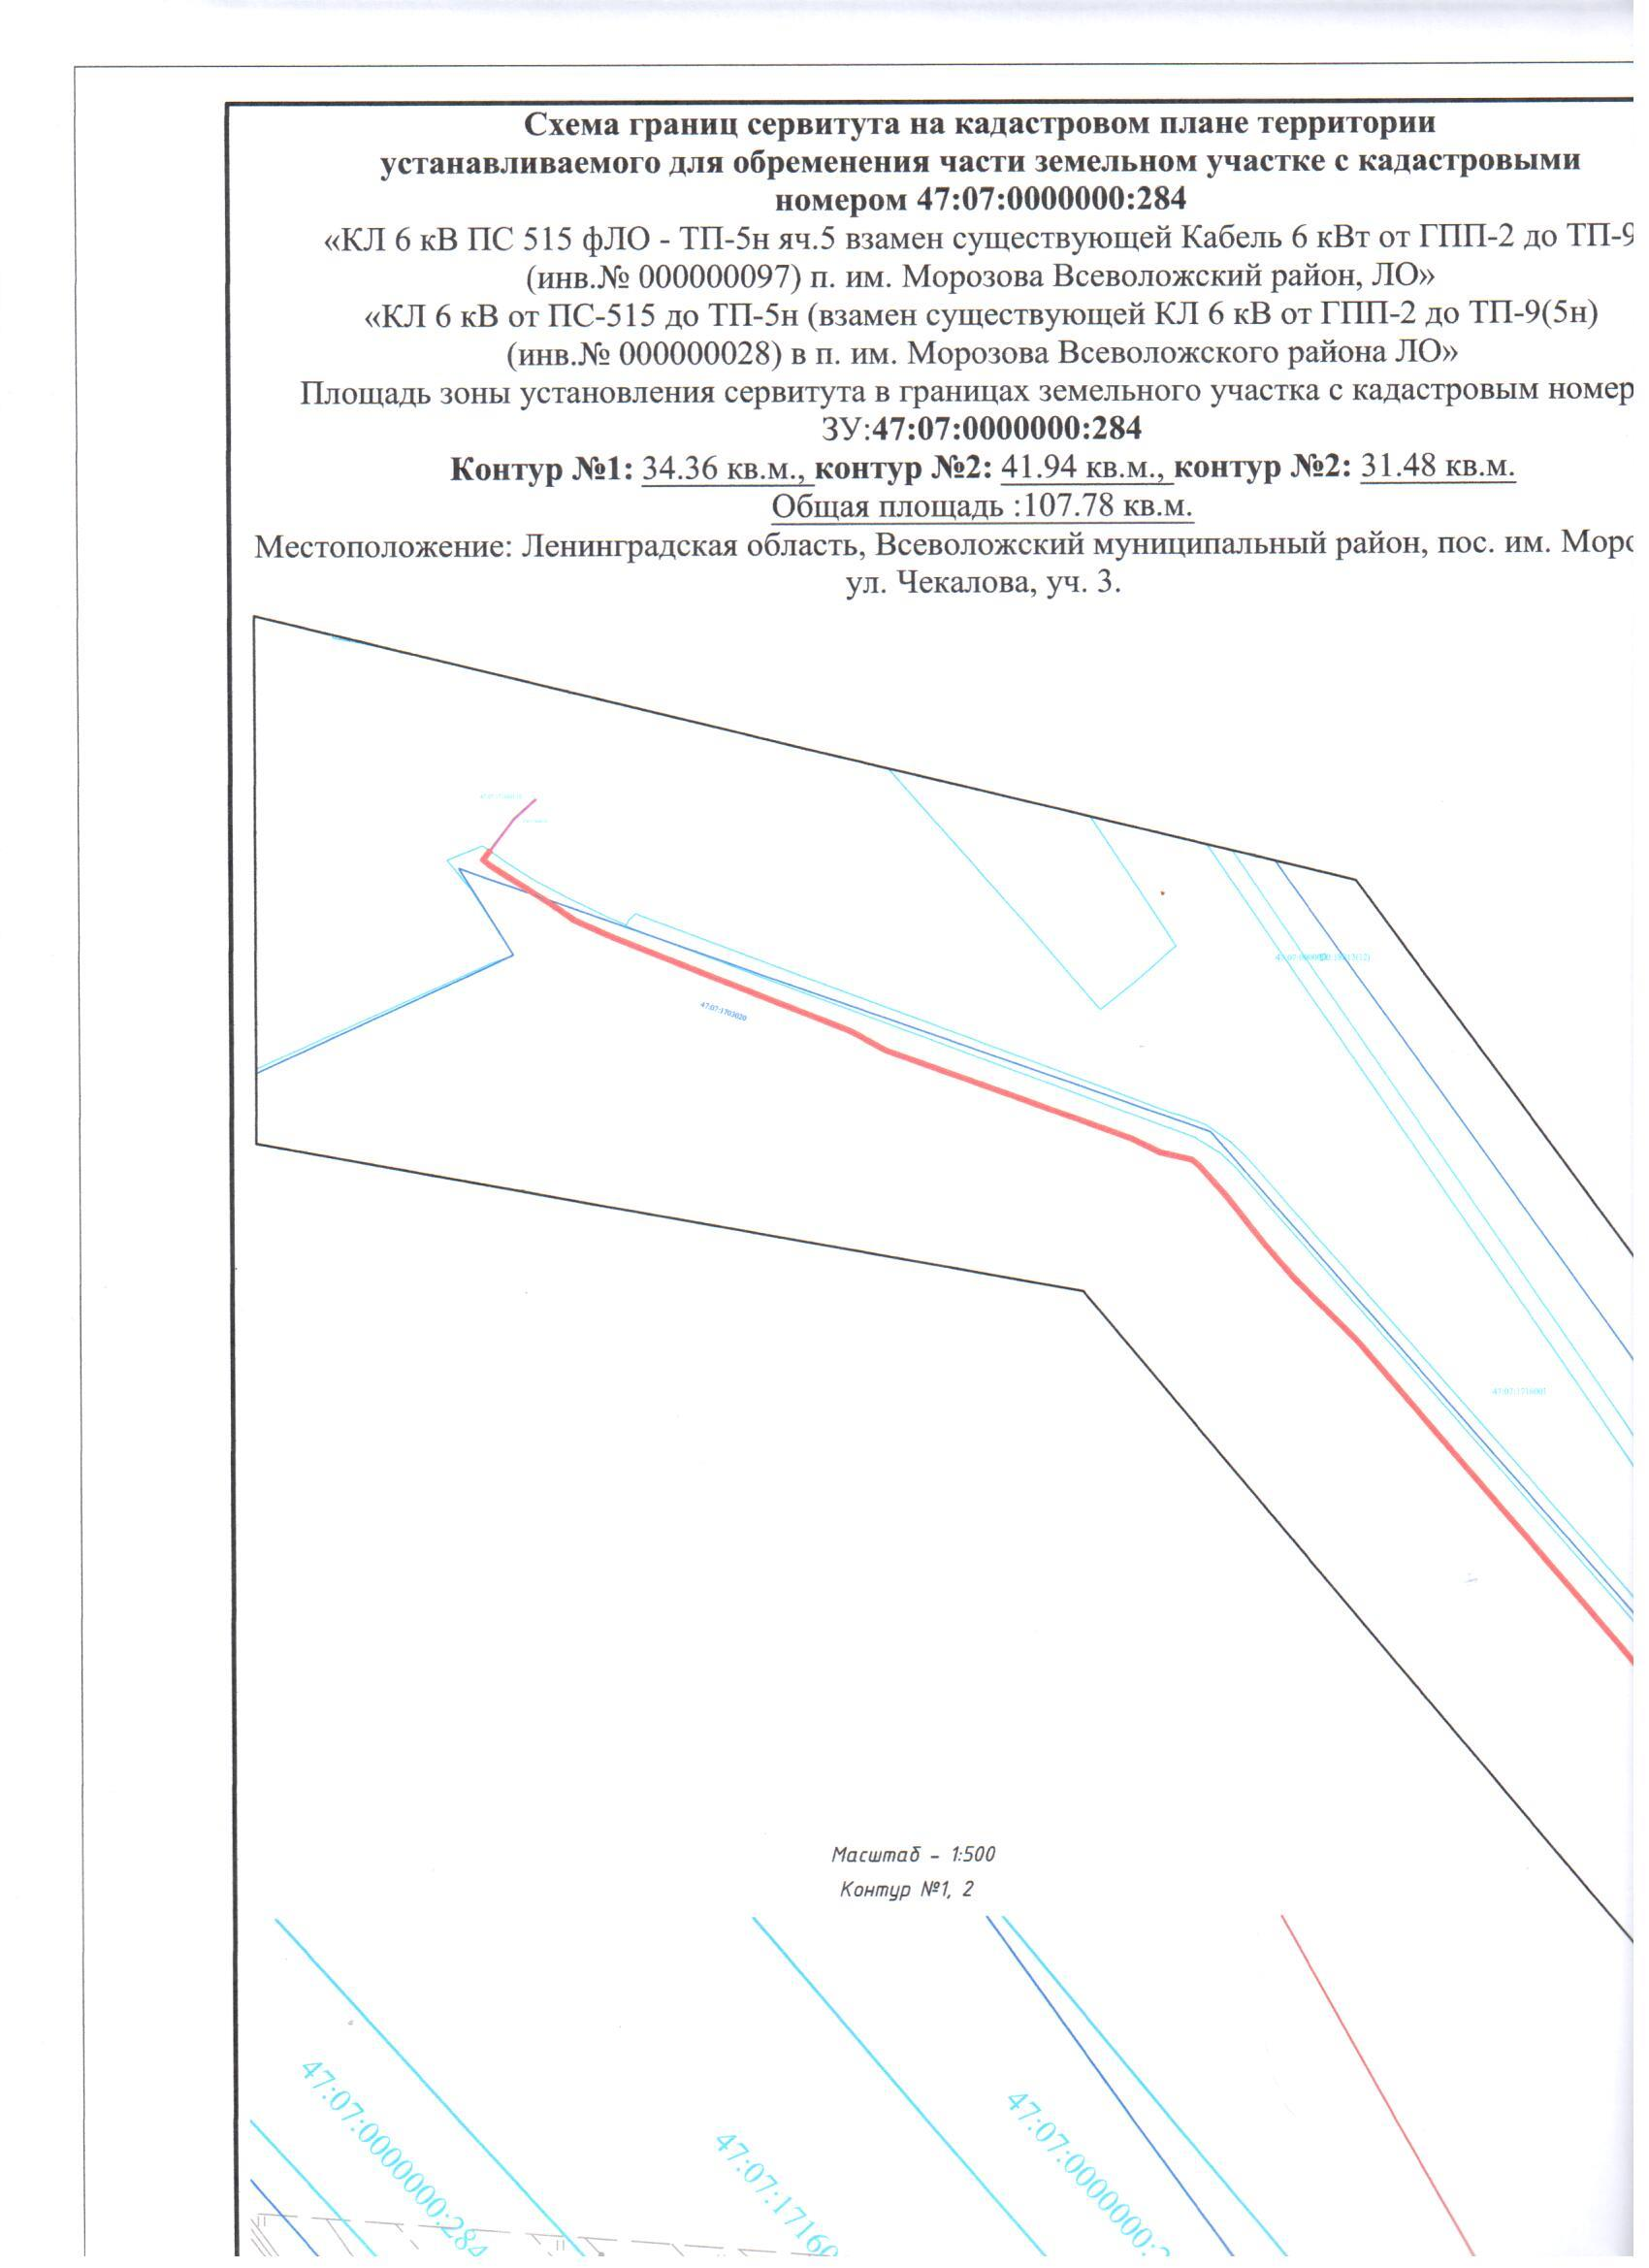 Схема границ сервитута на кадастровом плане территории
устанавливаемого для обременения части земельном участке с кадастровыми
номером 47:07:0000000:284
«КЛ 6 кВ ПС 515 фЛО - ТП-5н яч.5 взамен существующей Кабель 6 кВт от ГПП-2 до ТП-9
(инв.№ 000000097) п. им. Морозова Всеволожский район, ЛО»
«КЛ 6 кВ от ПС-515 до ТП-5н (взамен существующей КЛ 6 кВ от ГПП-2 до ТП-9(5н)
(инв.№ 000000028) в п. им. Морозова Всеволожского района ЛО»
Площадь зоны установления сервитута в границах земельного участка с кадастровым номер
ЗУ:47:07:0000000:284
Контур №1: 34.36 кв.м., контур №2: 41.94 кв.м., контур №2: 31.48 кв.м.
Общая площадь :107.78 кв.м.
Местоположение: Ленинградская область, Всеволожский муниципальный район, пос. им. Моро
ул. Чекалова, уч. 3.
47:07:1703020
47:07:1716001
Масштаб - 1:500
Контур №1, 2
47:07:0000000:284
47:07:17160
47:07:0000000: